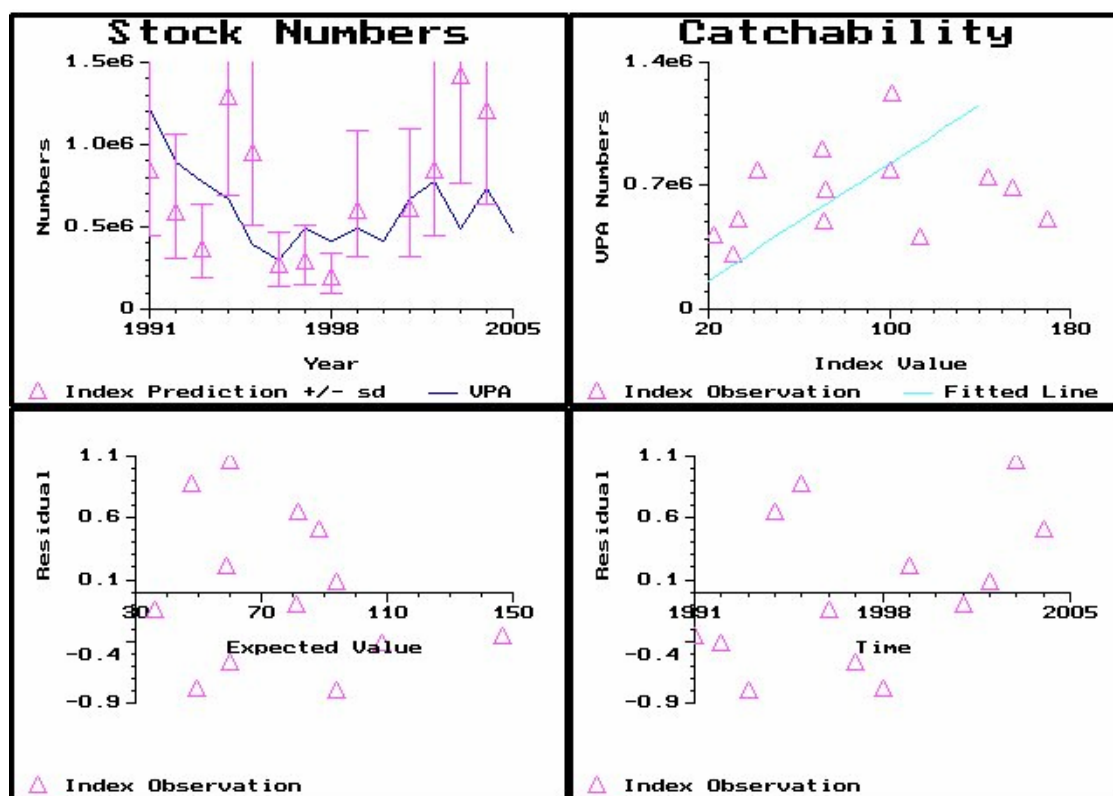 Stock Numbers
1.5e6
1.0e6
0.5e6
0
Numbers
1991 1998 2005
Year
Index Prediction +/- sd VPA
Catchability
1.4e6
0.7e6
0
VPA Numbers
20 100 180
Index Value
Index Observation Fitted Line
1.1
0.6
0.1
-0.4
-0.9
Residual
30 70 110 150
Expected Value
Index Observation
1.1
0.6
0.1
-0.4
-0.9
Residual
1991 1998 2005
Time
Index Observation